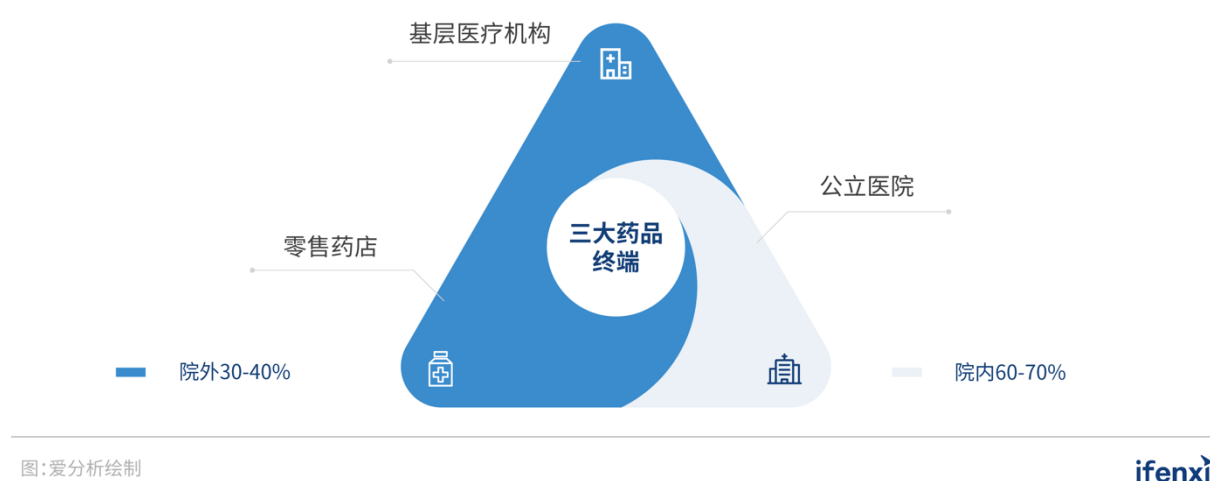 基层医疗机构
公立医院
三大药品
终端
零售药店
院外30-40%
院内60-70%
图:爱分析绘制
ifenxi